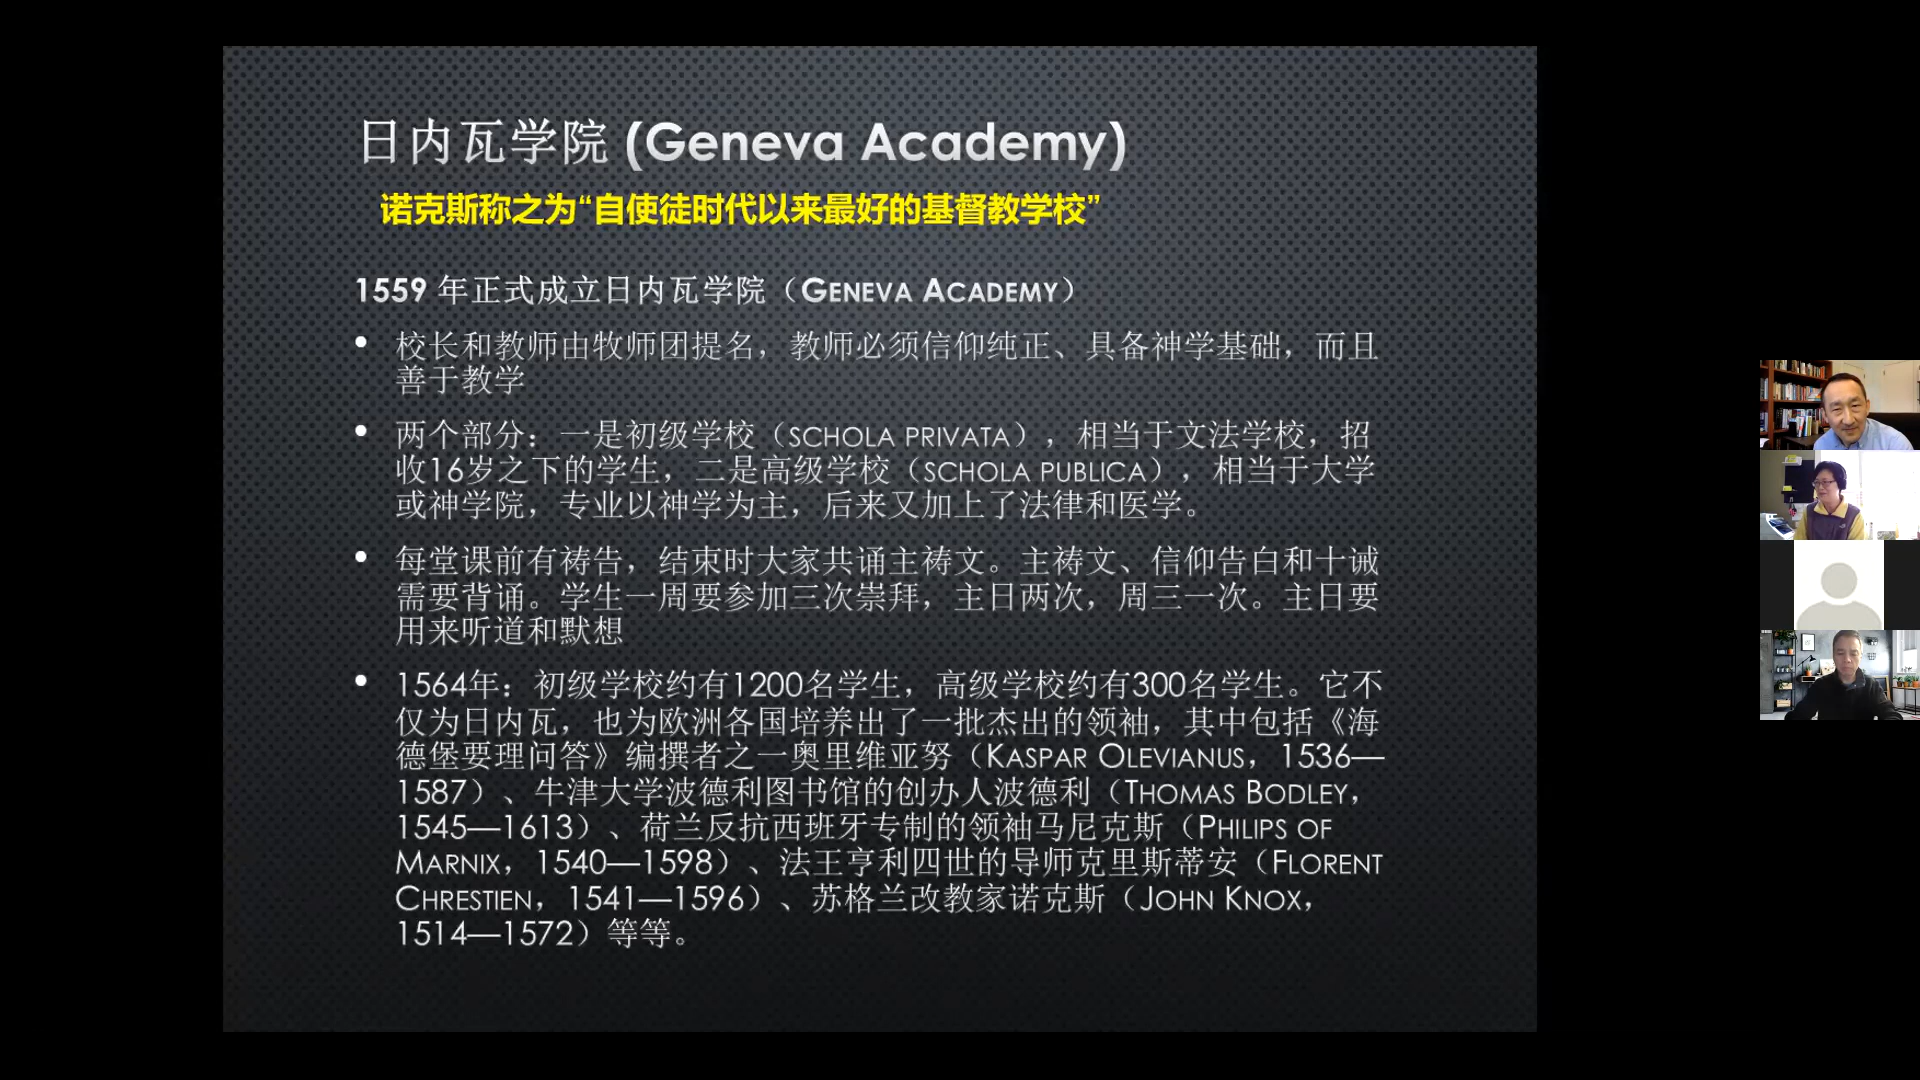 日内瓦学院 (Geneva Academy)
诺克斯称之为“自使徒时代以来最好的基督教学校”
1559 年正式成立日内瓦学院（GENEVA ACADEMY）
• 校长和教师由牧师团提名，教师必须信仰纯正、具备神学基础，而且
善于教学
• 两个部分：一是初级学校（SCHOLA PRIVATA），相当于文法学校，招
收16岁之下的学生，二是高级学校（SCHOLA PUBLICA），相当于大学
或神学院，专业以神学为主，后来又加上了法律和医学。
• 每堂课前有祷告，结束时大家共诵主祷文。主祷文、信仰告白和十诫
需要背诵。学生一周要参加三次崇拜，主日两次，周三一次。主日要
用来听道和默想
• 1564年：初级学校约有1200名学生，高级学校约有300名学生。它不
仅为日内瓦，也为欧洲各国培养出了一批杰出的领袖，其中包括《海
德堡要理问答》编撰者之一奥里维亚努（KASPAR OLEVIANUS，1536—
1587）、牛津大学波德利图书馆的创办人波德利（THOMAS BODLEY，
1545—1613）、荷兰反抗西班牙专制的领袖马尼克斯（PHILIPS OF
MARNIX，1540—1598）、法王亨利四世的导师克里斯蒂安（FLORENT
CHRESTIEN，1541—1596）、苏格兰改教家诺克斯（JOHN KNOX，
1514—1572）等等。